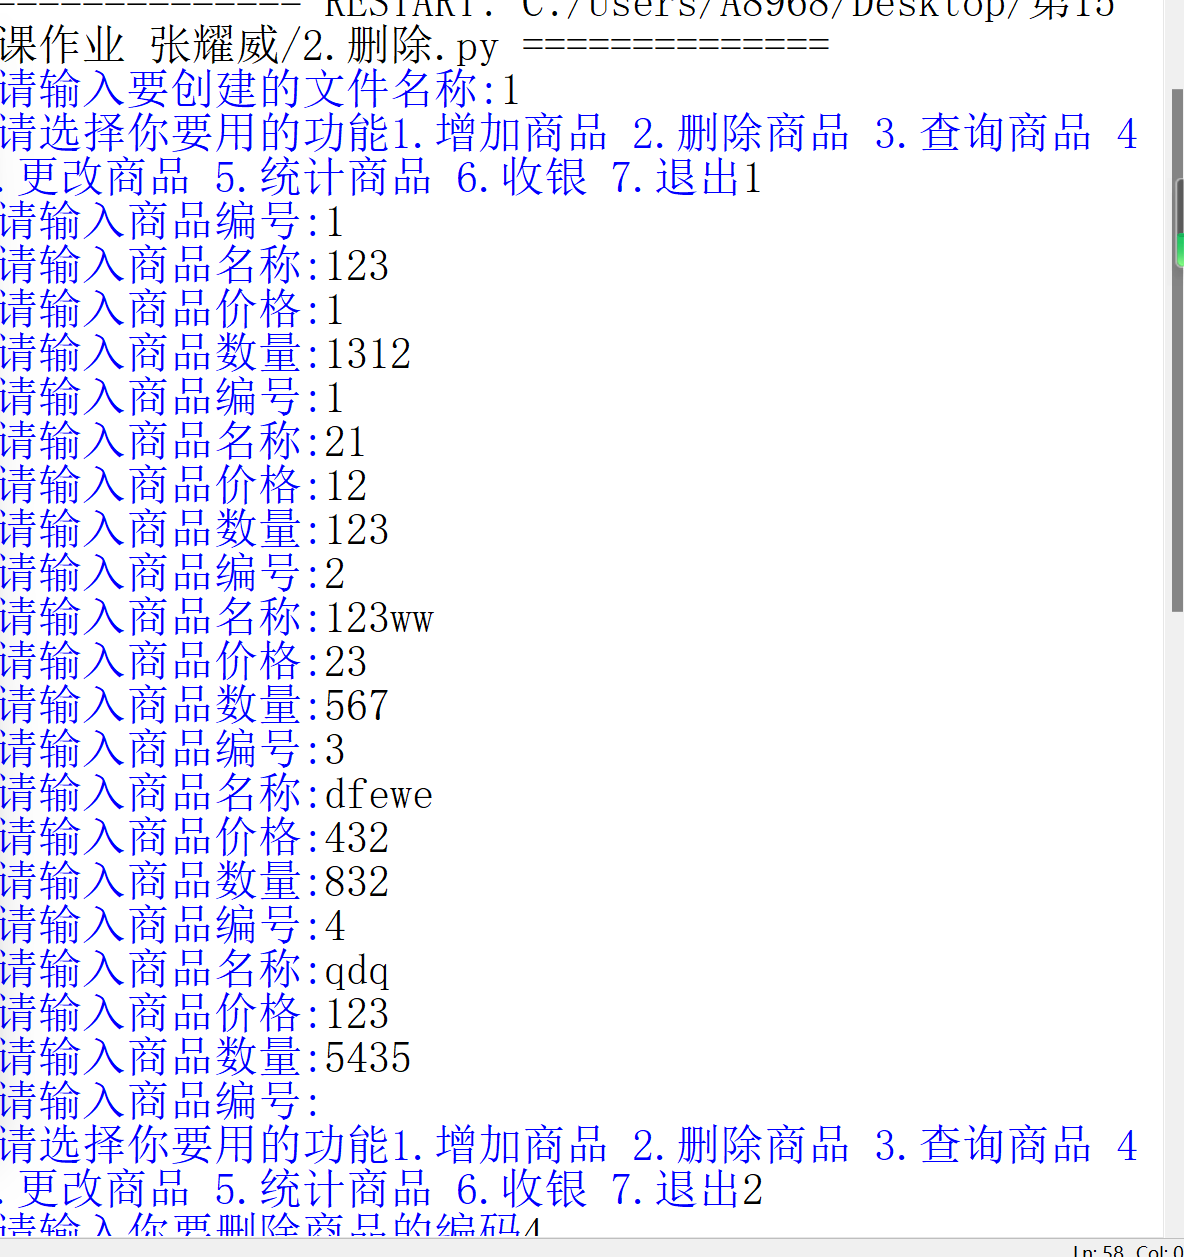 ============== RESTART: C:/Users/A8968/Desktop/第15
课作业 张耀威/2.删除.py ==============
请输入要创建的文件名称:1
请选择你要用的功能1.增加商品 2.删除商品 3.查询商品 4
.更改商品 5.统计商品 6.收银 7.退出1
请输入商品编号:1
请输入商品名称:123
请输入商品价格:1
请输入商品数量:1312
请输入商品编号:1
请输入商品名称:21
请输入商品价格:12
请输入商品数量:123
请输入商品编号:2
请输入商品名称:123ww
请输入商品价格:23
请输入商品数量:567
请输入商品编号:3
请输入商品名称:dfewe
请输入商品价格:432
请输入商品数量:832
请输入商品编号:4
请输入商品名称:qdq
请输入商品价格:123
请输入商品数量:5435
请输入商品编号:
请选择你要用的功能1.增加商品 2.删除商品 3.查询商品 4
.更改商品 5.统计商品 6.收银 7.退出2
请输入你要删除商品的编码4
Ln: 58 Col: 0